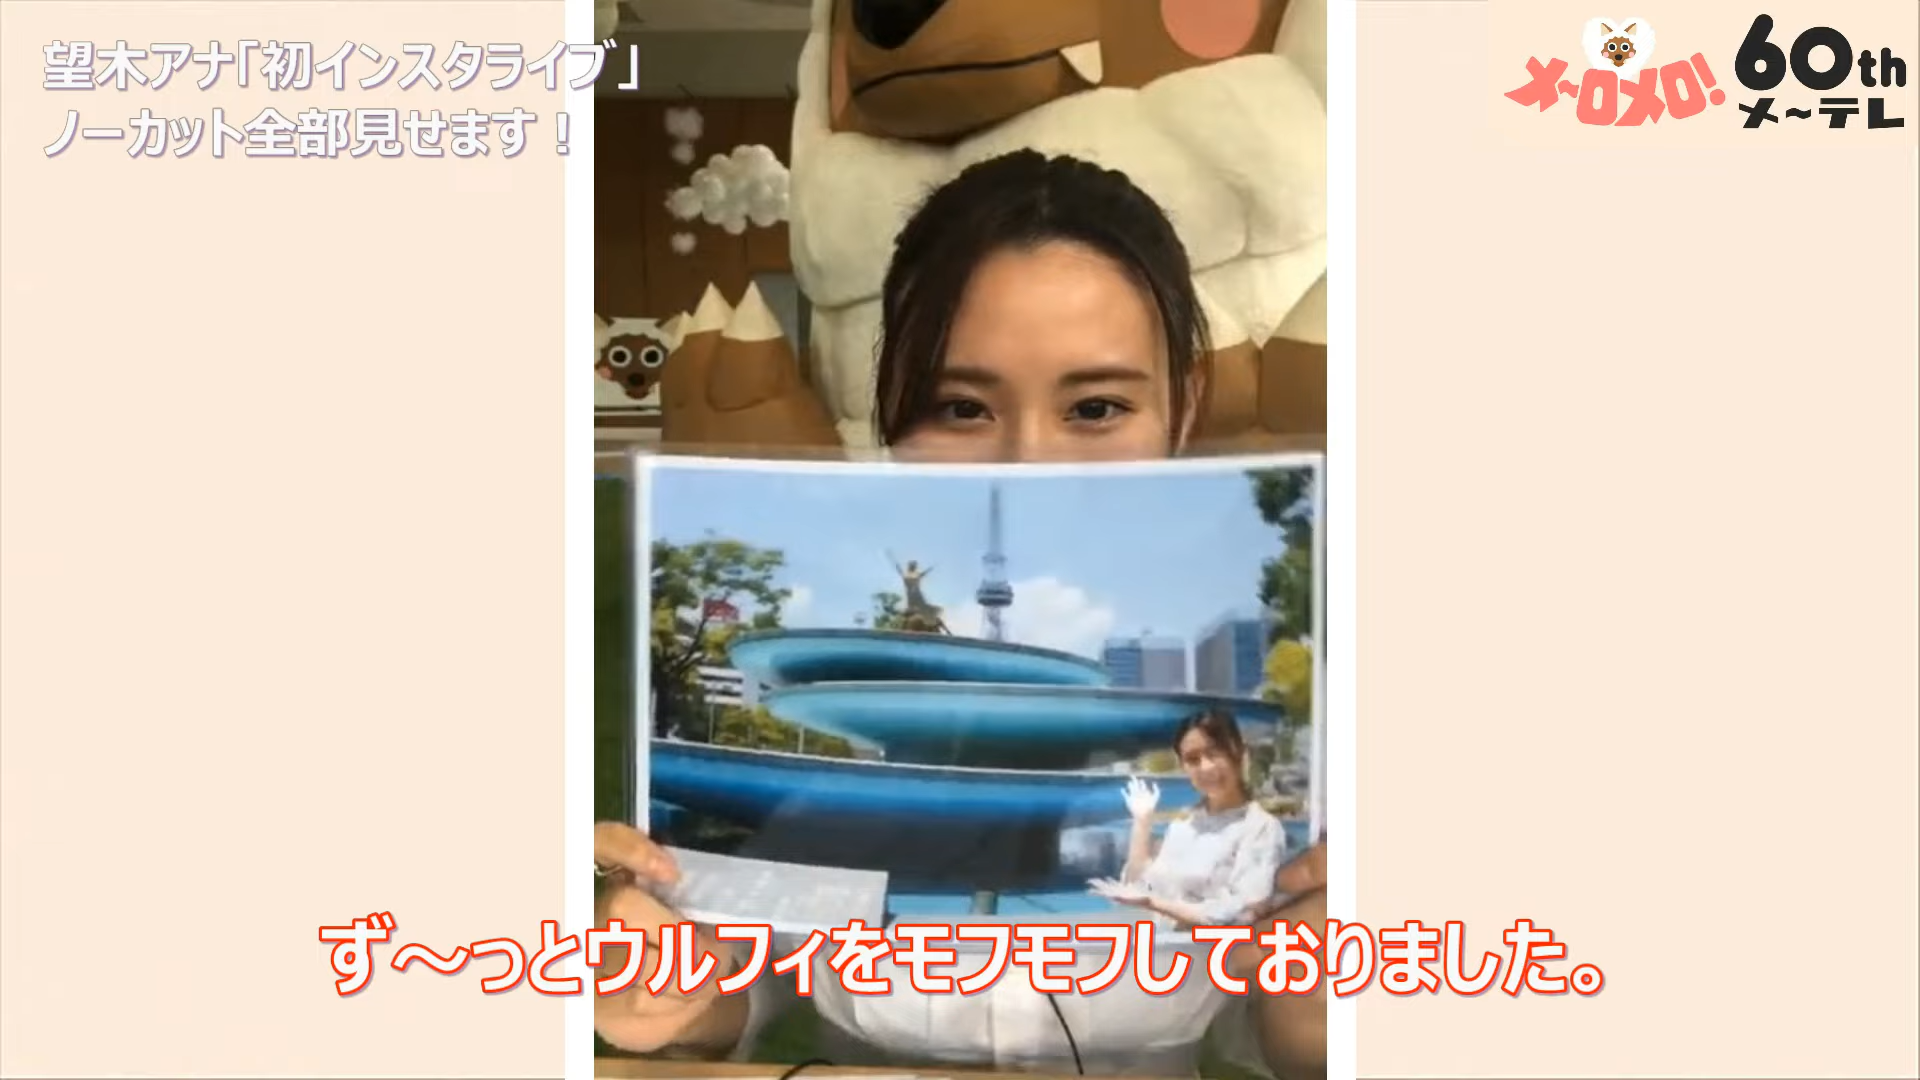 望木アナ「初インスタライブ」
ノーカット全部見せます!
メ~ロメロ!
60th
メ~テレ
ず~っとウルフィをモフモフしておりました。